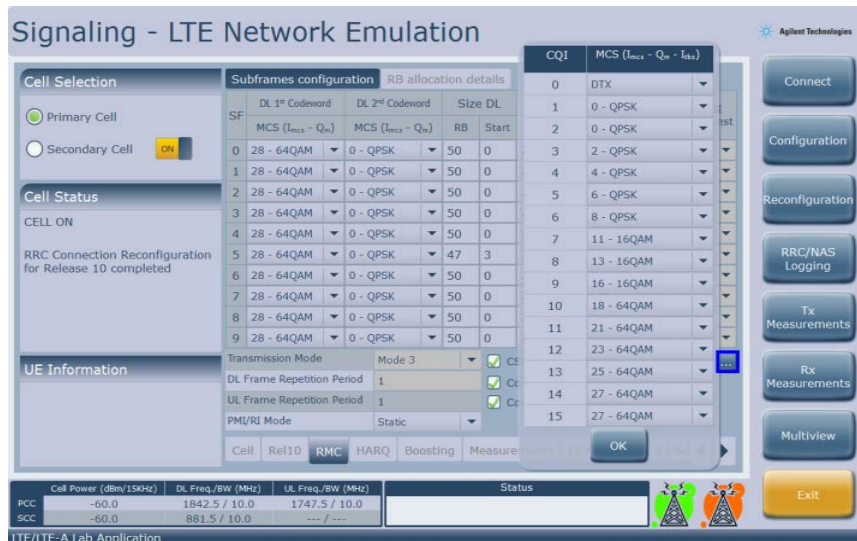 Signaling - LTE Network Emulation
Agilent Technologies
Cell Selection
Primary Cell
Secondary Cell ON
Cell Status
CELL ON
RRC Connection Reconfiguration
for Release 10 completed
UE Information
Subframes configuration RB allocation details
SF DL 1st Codeword DL 2nd Codeword Size DL
MCS (Imcs - Qm) MCS (Imcs - Qm) RB Start
0 28 - 64QAM 0 - QPSK 50 0
1 28 - 64QAM 0 - QPSK 50 0
2 28 - 64QAM 0 - QPSK 50 0
3 28 - 64QAM 0 - QPSK 50 0
4 28 - 64QAM 0 - QPSK 50 0
5 28 - 64QAM 0 - QPSK 47 3
6 28 - 64QAM 0 - QPSK 50 0
7 28 - 64QAM 0 - QPSK 50 0
8 28 - 64QAM 0 - QPSK 50 0
9 28 - 64QAM 0 - QPSK 50 0
Transmission Mode Mode 3
DL Frame Repetition Period 1
UL Frame Repetition Period 1
PMI/RI Mode Static
Cell Rel10 RMC HARQ Boosting
CQI MCS (Imcs - Qm - Itbs)
0 DTX
1 0 - QPSK
2 0 - QPSK
3 2 - QPSK
4 4 - QPSK
5 6 - QPSK
6 8 - QPSK
7 11 - 16QAM
8 13 - 16QAM
9 16 - 16QAM
10 18 - 64QAM
11 21 - 64QAM
12 23 - 64QAM
13 25 - 64QAM
14 27 - 64QAM
15 27 - 64QAM
OK
...
Connect
Configuration
Reconfiguration
RRC/NAS
Logging
Tx
Measurements
Rx
Measurements
Multiview
Exit
Cell Power (dBm/15KHz) DL Freq./BW (MHz) UL Freq./BW (MHz) Status
PCC -60.0 1842.5 / 10.0 1747.5 / 10.0
SCC -60.0 881.5 / 10.0 --- / ---
LTE/LTE-A Lab Application